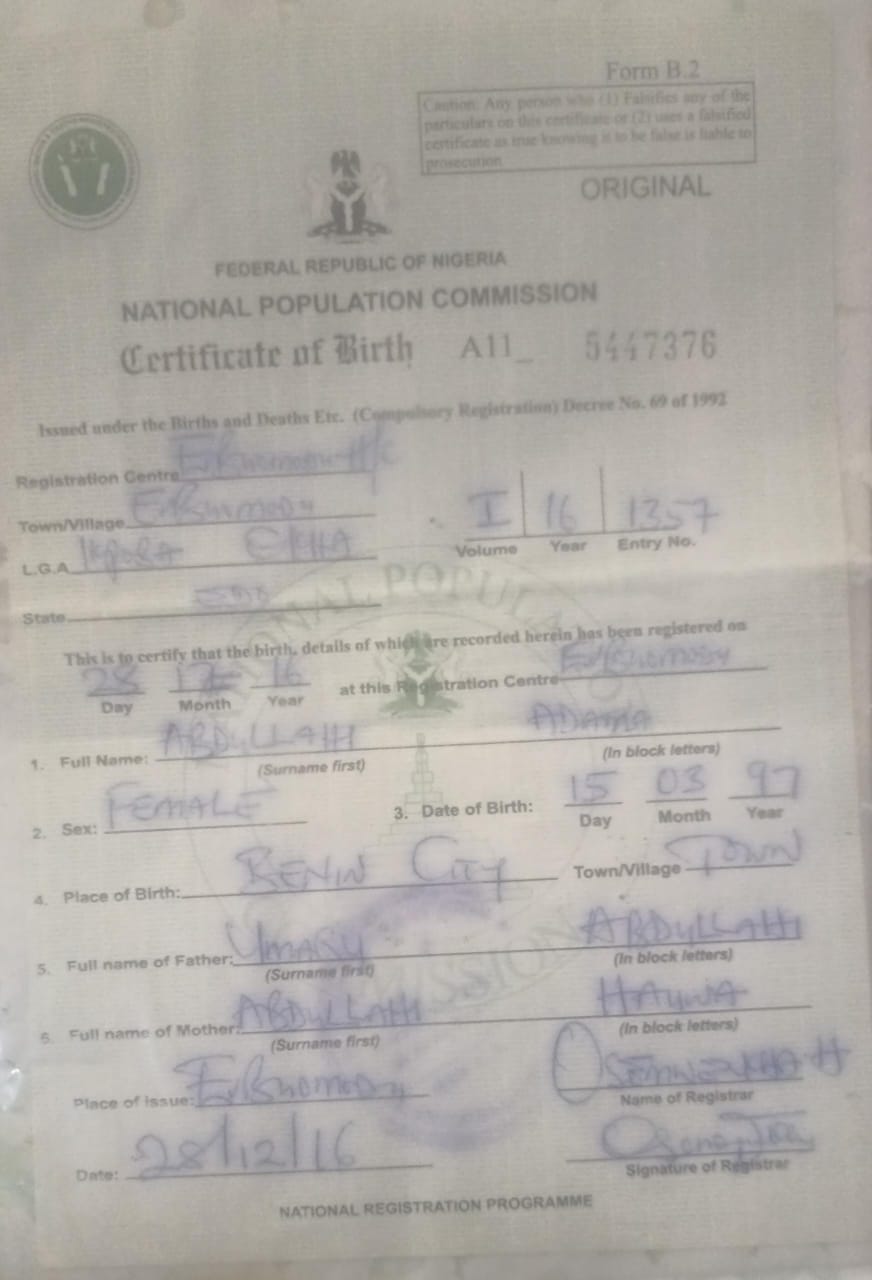 Form B.2
Caution: Any person who (1) Falsifies any of the
particulars on this certificate or (2) uses a falsified
certificate as true knowing it to be false is liable to
prosecution
ORIGINAL
FEDERAL REPUBLIC OF NIGERIA
NATIONAL POPULATION COMMISSION
Certificate of Birth A11_ 5447376
Issued under the Births and Deaths Etc. (Compulsory Registration) Decree No. 69 of 1992
Registration Centre
Town/Village
I 16 1357
Volume Year Entry No.
L.G.A Ikpoba
State EDO
This is to certify that the birth, details of which are recorded herein has been registered on
28 12 16 at this Registration Centre
Day Month Year
1. Full Name: ABDULLAHI ADAMA
(Surname first) (In block letters)
2. Sex: FEMALE 3. Date of Birth: 15 03 97
Day Month Year
4. Place of Birth: BENIN CITY Town/Village TOWN
5. Full name of Father: UMARU ABDULLAHI
(Surname first) (In block letters)
6. Full name of Mother: ABDULLAHI HAUWA
(Surname first) (In block letters)
Place of issue:
Name of Registrar
Date: 28/12/16
Signature of Registrar
NATIONAL REGISTRATION PROGRAMME